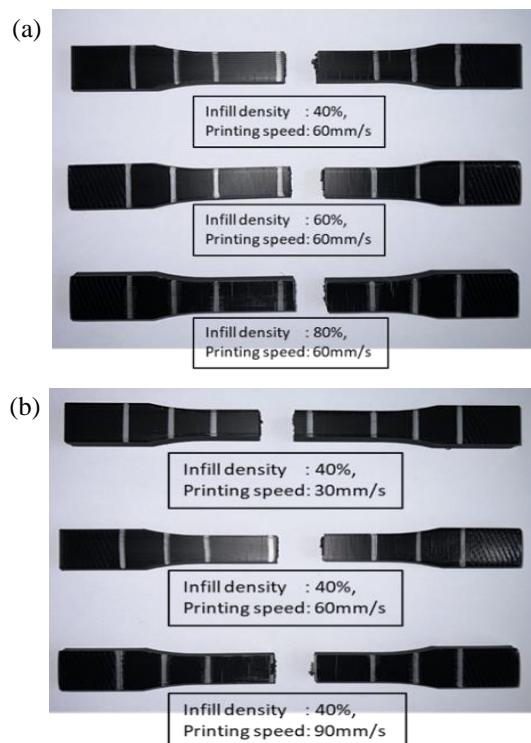 (a)
Infill density : 40%,
Printing speed: 60mm/s
Infill density : 60%,
Printing speed: 60mm/s
Infill density : 80%,
Printing speed: 60mm/s
(b)
Infill density : 40%,
Printing speed: 30mm/s
Infill density : 40%,
Printing speed: 60mm/s
Infill density : 40%,
Printing speed: 90mm/s